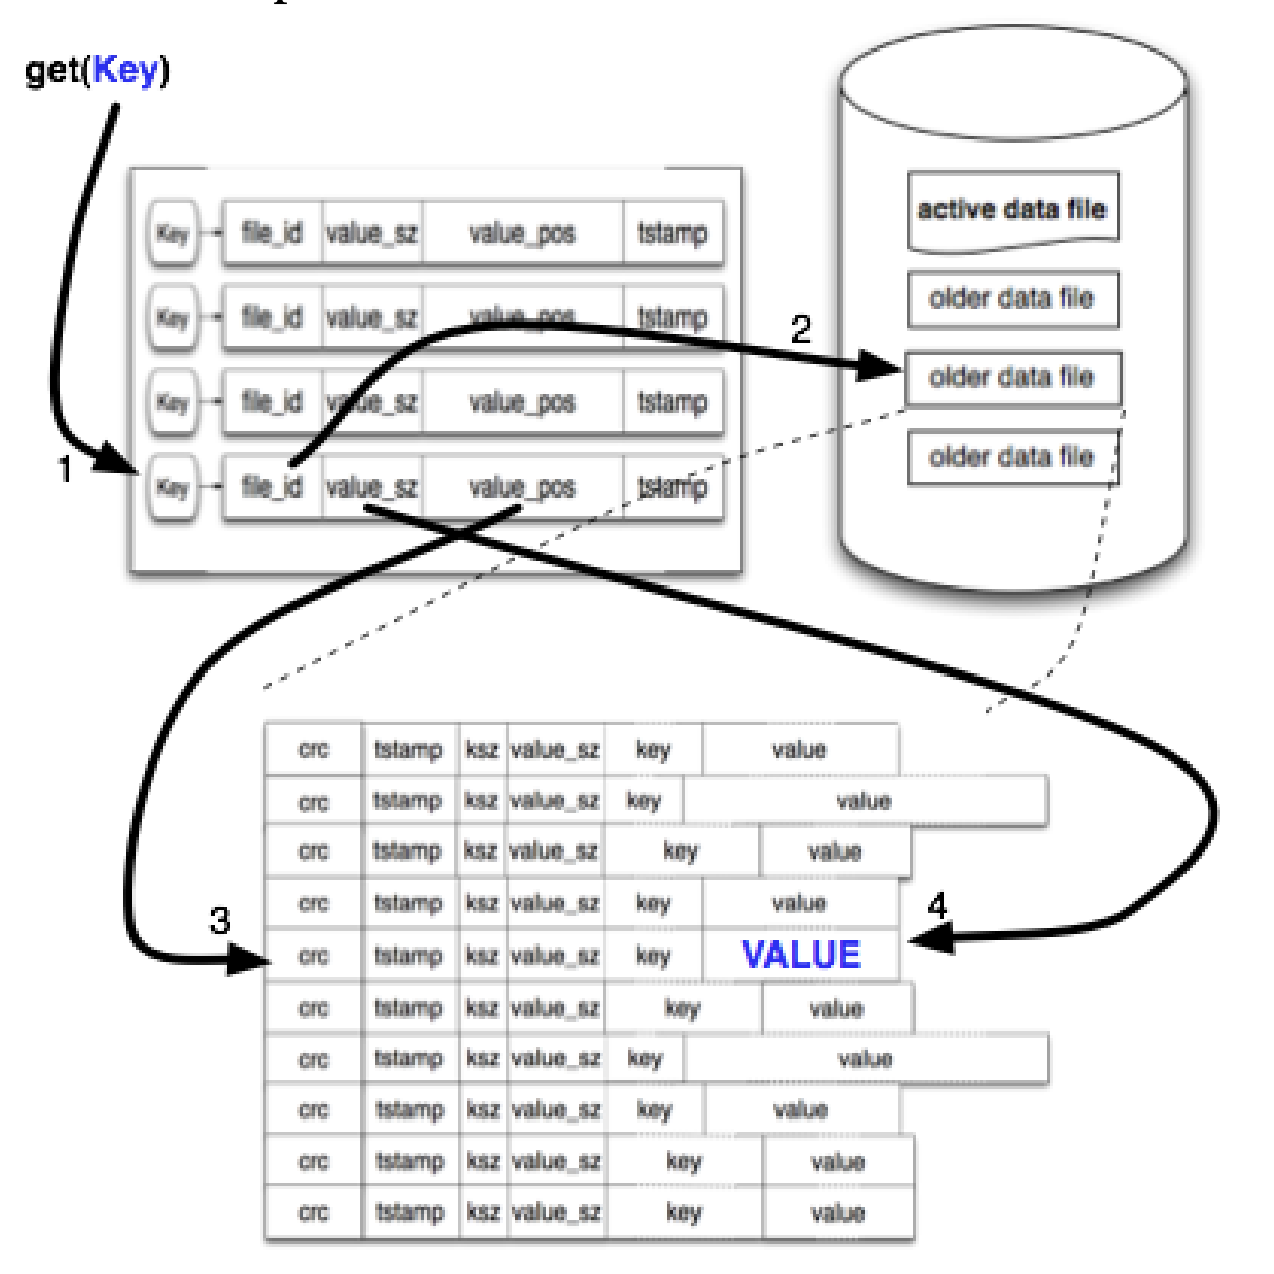 get(Key)
Key file_id value_sz value_pos tstamp
Key file_id value_sz value_pos tstamp
Key file_id value_sz value_pos tstamp
Key file_id value_sz value_pos tstamp
1
2
active data file
older data file
older data file
older data file
3
4
crc tstamp ksz value_sz key value
crc tstamp ksz value_sz key value
crc tstamp ksz value_sz key value
crc tstamp ksz value_sz key value
crc tstamp ksz value_sz key VALUE
crc tstamp ksz value_sz key value
crc tstamp ksz value_sz key value
crc tstamp ksz value_sz key value
crc tstamp ksz value_sz key value
crc tstamp ksz value_sz key value